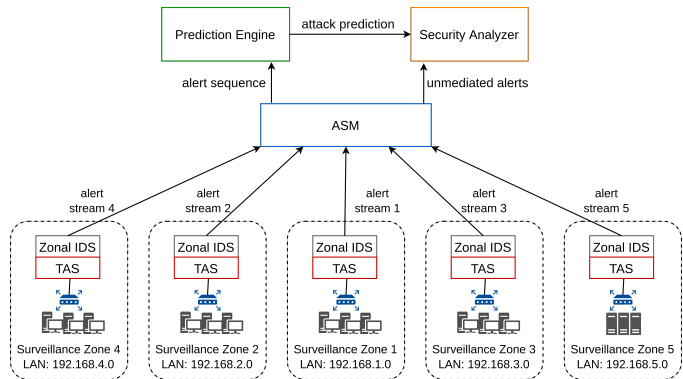 Prediction Engine
attack prediction
Security Analyzer
alert sequence
unmediated alerts
ASM
alert
stream 4
alert
stream 2
alert
stream 1
alert
stream 3
alert
stream 5
Zonal IDS
TAS
Surveillance Zone 4
LAN: 192.168.4.0
Zonal IDS
TAS
Surveillance Zone 2
LAN: 192.168.2.0
Zonal IDS
TAS
Surveillance Zone 1
LAN: 192.168.1.0
Zonal IDS
TAS
Surveillance Zone 3
LAN: 192.168.3.0
Zonal IDS
TAS
Surveillance Zone 5
LAN: 192.168.5.0